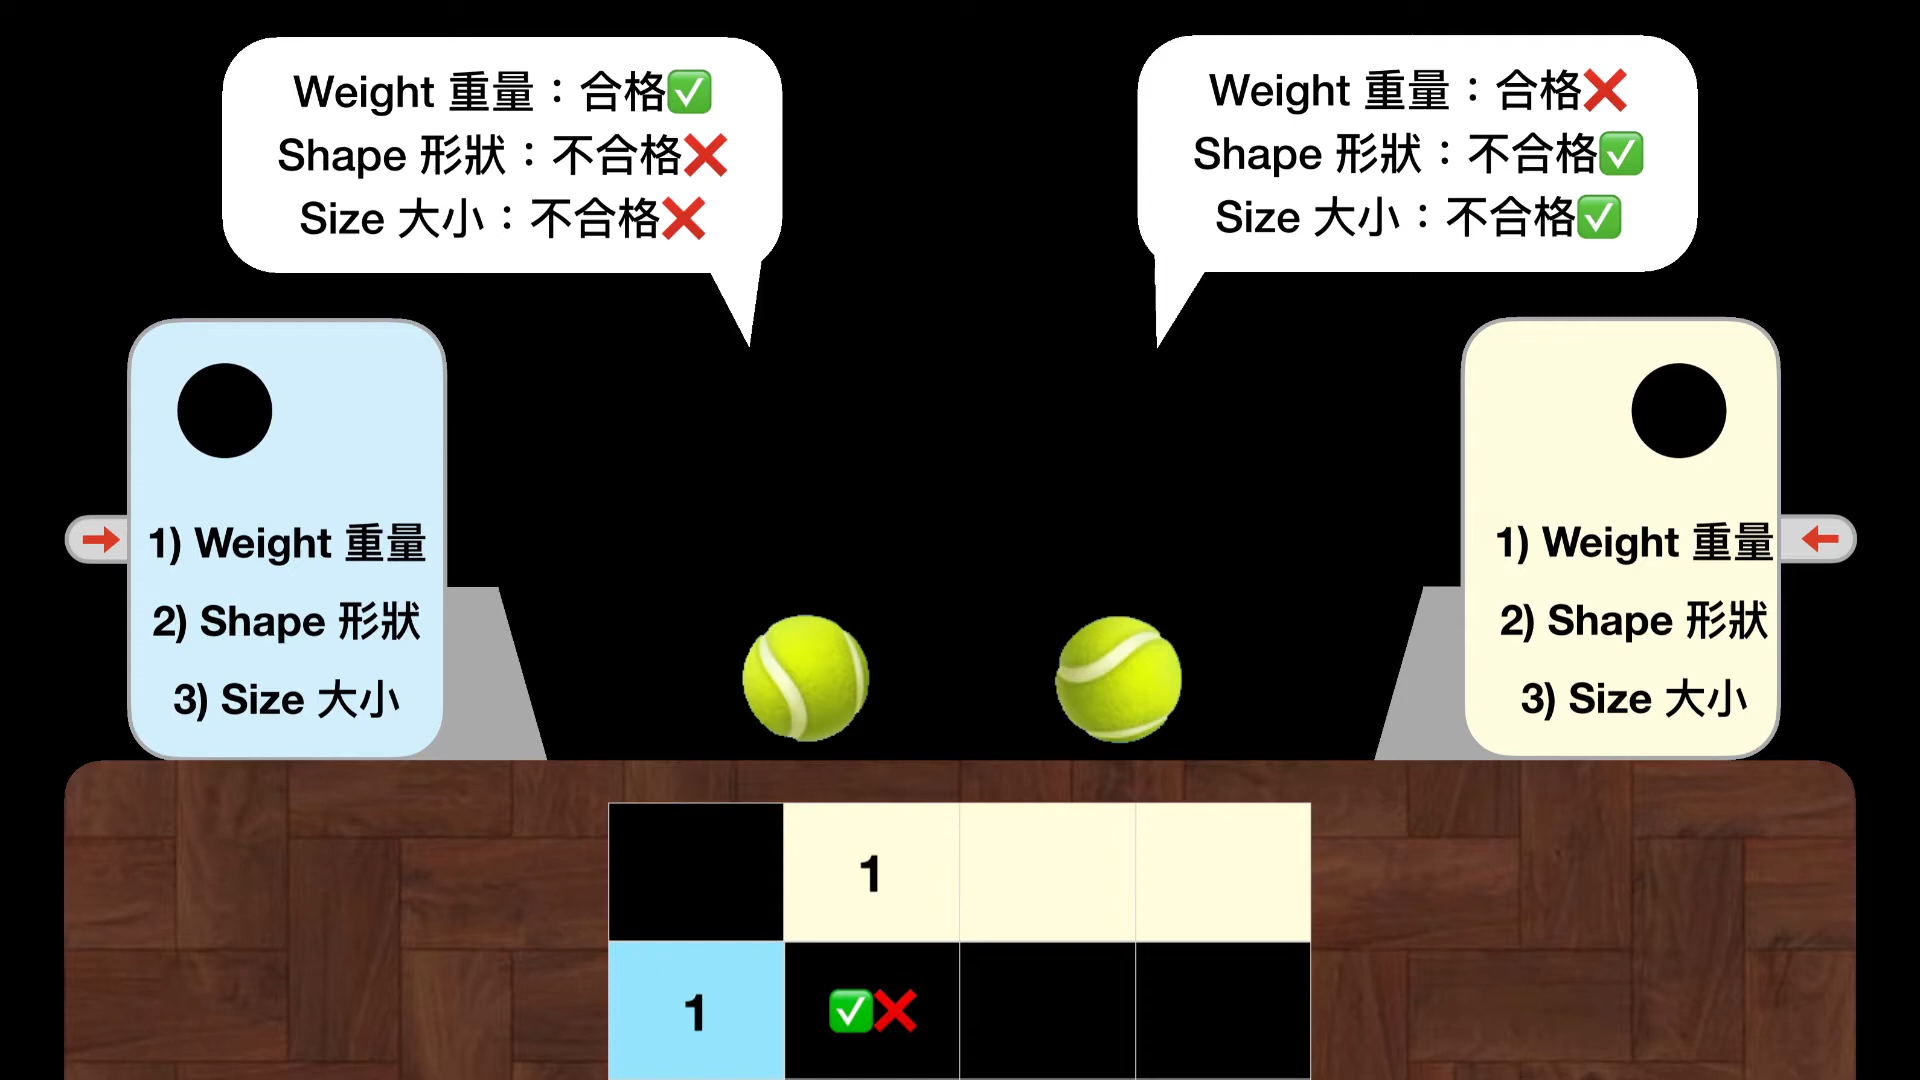 Weight 重量：合格✅
Shape 形狀：不合格❌
Size 大小：不合格❌
Weight 重量：合格❌
Shape 形狀：不合格✅
Size 大小：不合格✅
1) Weight 重量
2) Shape 形狀
3) Size 大小
1) Weight 重量
2) Shape 形狀
3) Size 大小
1
1 ✅❌